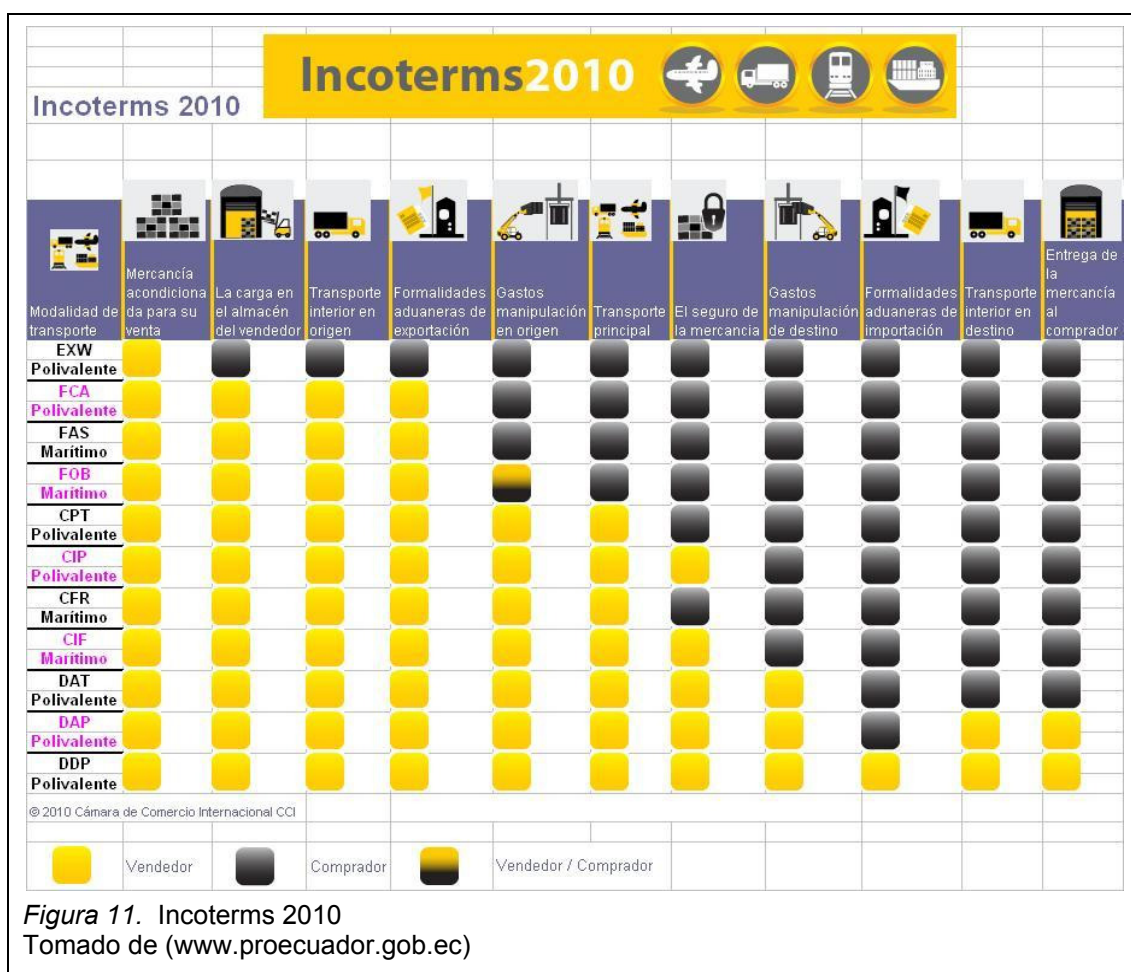 Incoterms2010
Incoterms 2010
Modalidad de
transporte
Mercancía
acondiciona
da para su
venta
La carga en
el almacén
del vendedor
Transporte
interior en
origen
Formalidades
aduaneras de
exportación
Gastos
manipulación
en origen
Transporte
principal
El seguro de
la mercancia
Gastos
manipulación
de destino
Formalidades
aduaneras de
importación
Transporte
interior en
destino
Entrega de
la
mercancía
al
comprador
EXW
Polivalente
FCA
Polivalente
FAS
Marítimo
FOB
Marítimo
CPT
Polivalente
CIP
Polivalente
CFR
Marítimo
CIF
Marítimo
DAT
Polivalente
DAP
Polivalente
DDP
Polivalente
© 2010 Cámara de Comercio Internacional CCI
Vendedor
Comprador
Vendedor / Comprador
Figura 11. Incoterms 2010
Tomado de (www.proecuador.gob.ec)